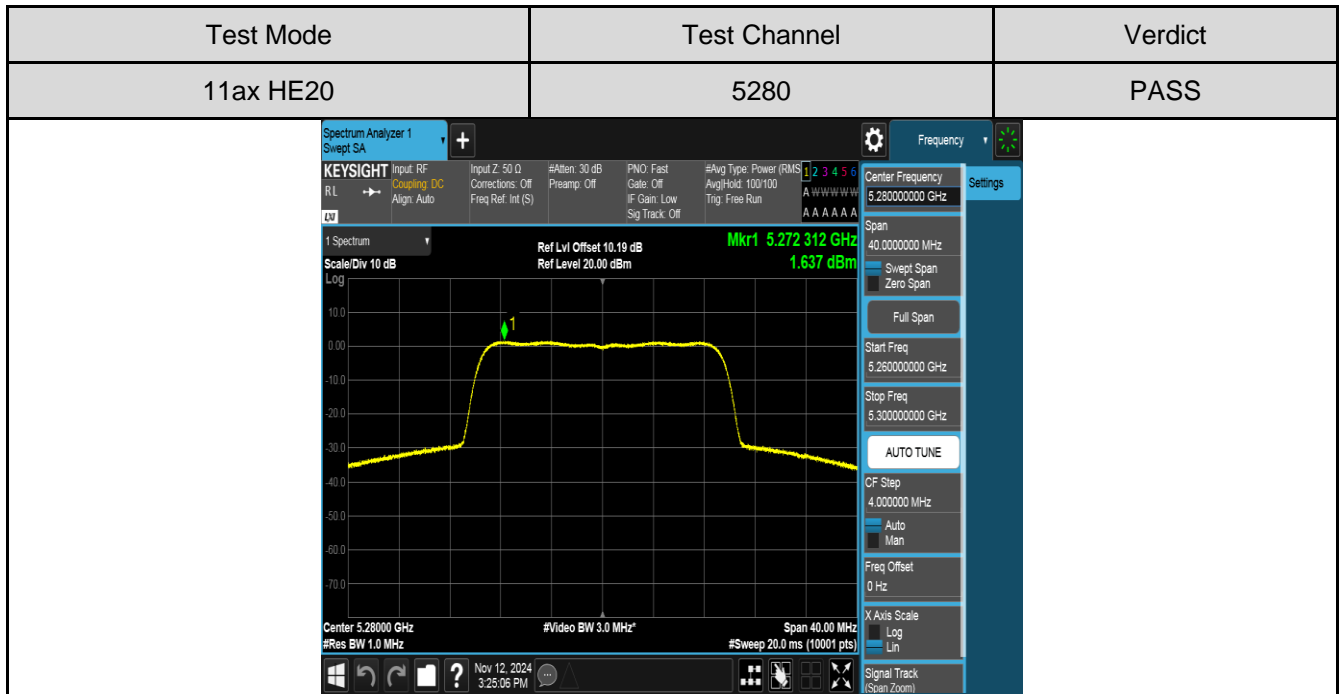 Test Mode Test Channel Verdict
11ax HE20 5280 PASS
Spectrum Analyzer 1
Swept SA
+
Frequency
KEYSIGHT Input: RF Input Z: 50 Ω #Atten: 30 dB PNO: Fast #Avg Type: Power (RMS 1 2 3 4 5 6
RL Coupling: DC Corrections: Off Preamp: Off Gate: Off Avg|Hold: 100/100 A W W W W W
Align: Auto Freq Ref: Int (S) IF Gain: Low Trig: Free Run
LXI Sig Track: Off A A A A A A
Center Frequency
5.280000000 GHz
Settings
1 Spectrum Ref Lvl Offset 10.19 dB Mkr1 5.272 312 GHz
Scale/Div 10 dB Ref Level 20.00 dBm 1.637 dBm
Log
10.0
1
0.00
-10.0
-20.0
-30.0
-40.0
-50.0
-60.0
-70.0
Center 5.28000 GHz #Video BW 3.0 MHz* Span 40.00 MHz
#Res BW 1.0 MHz #Sweep 20.0 ms (10001 pts)
Span
40.0000000 MHz
Swept Span
Zero Span
Full Span
Start Freq
5.260000000 GHz
Stop Freq
5.300000000 GHz
AUTO TUNE
CF Step
4.000000 MHz
Auto
Man
Freq Offset
0 Hz
X Axis Scale
Log
Lin
Signal Track
(Span Zoom)
? Nov 12, 2024
3:25:06 PM